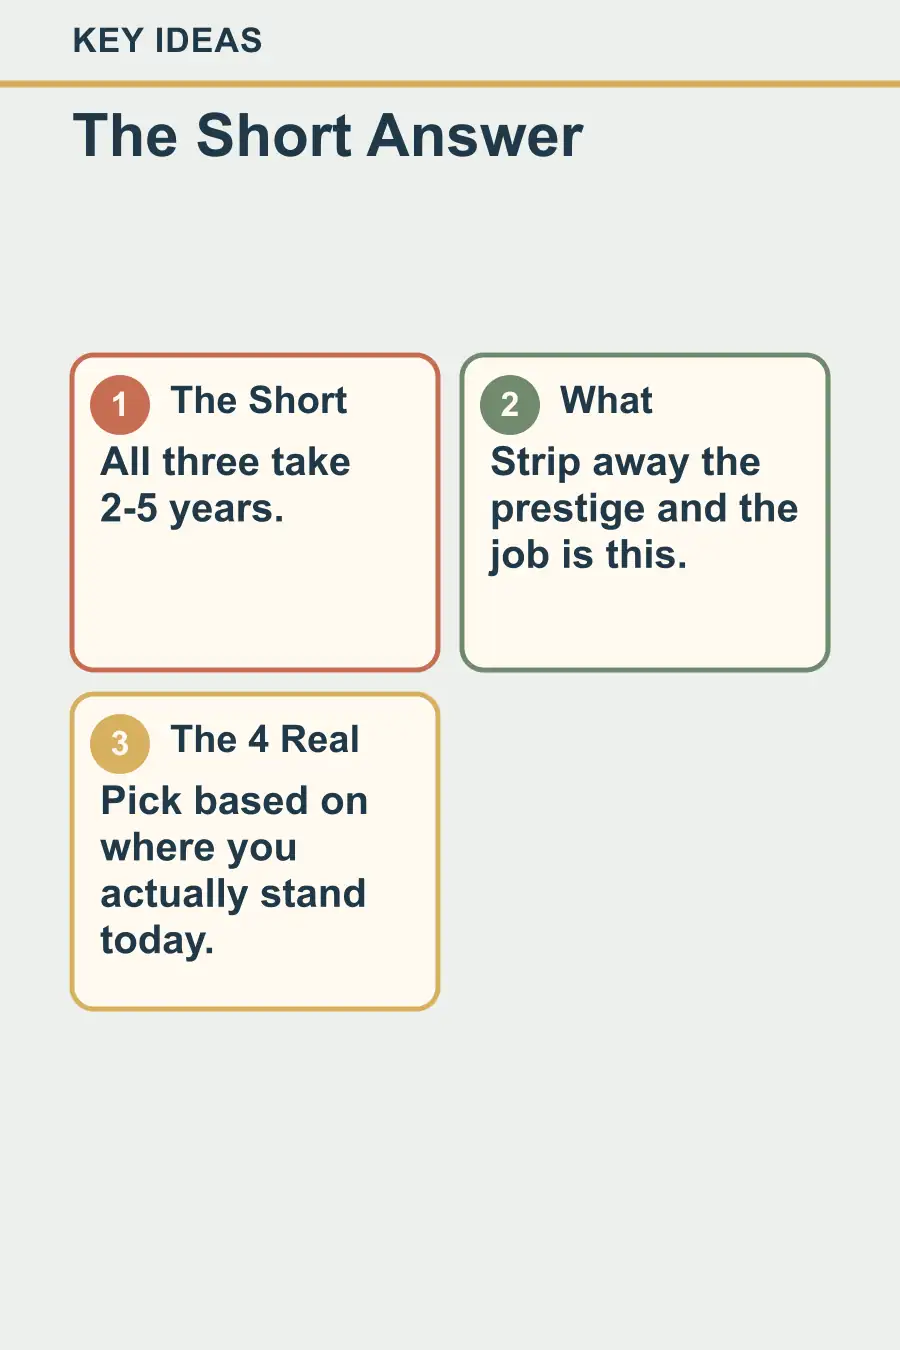 KEY IDEAS
The Short Answer
1 The Short
All three take
2-5 years.
2 What
Strip away the
prestige and the
job is this.
3 The 4 Real
Pick based on
where you
actually stand
today.